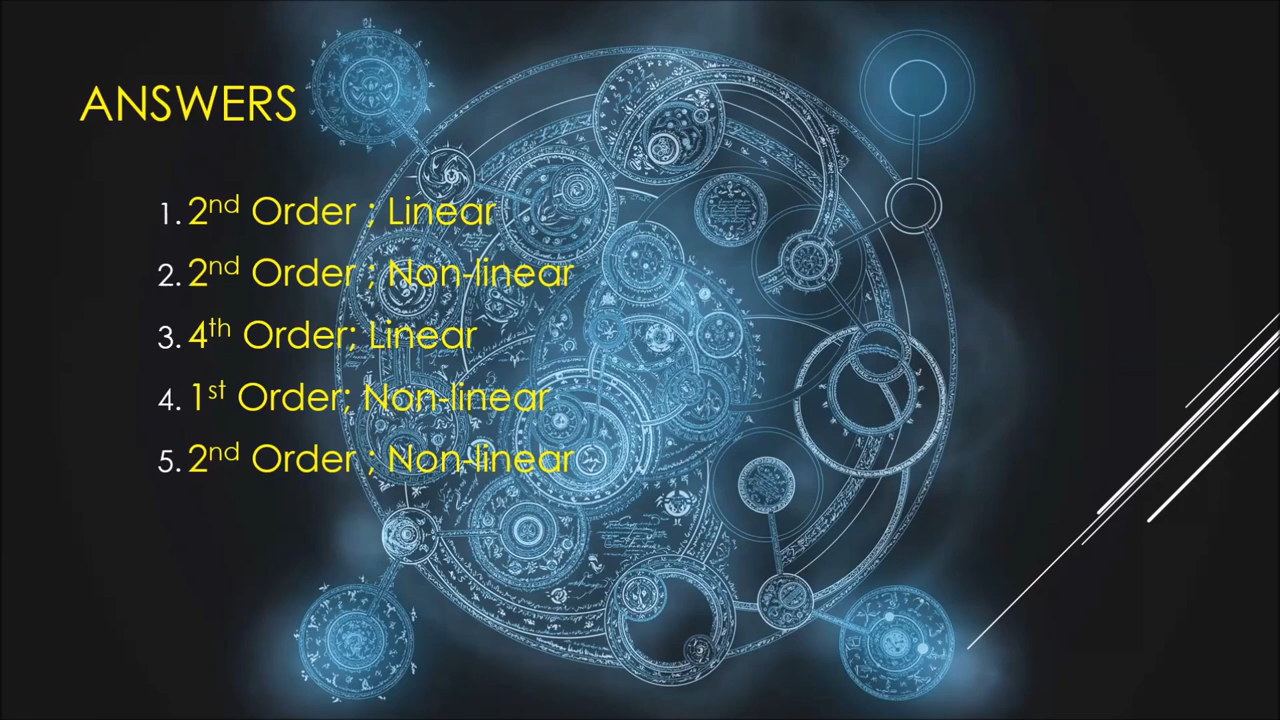 ANSWERS
1. 2nd Order ; Linear
2. 2nd Order ; Non-linear
3. 4th Order; Linear
4. 1st Order; Non-linear
5. 2nd Order ; Non-linear